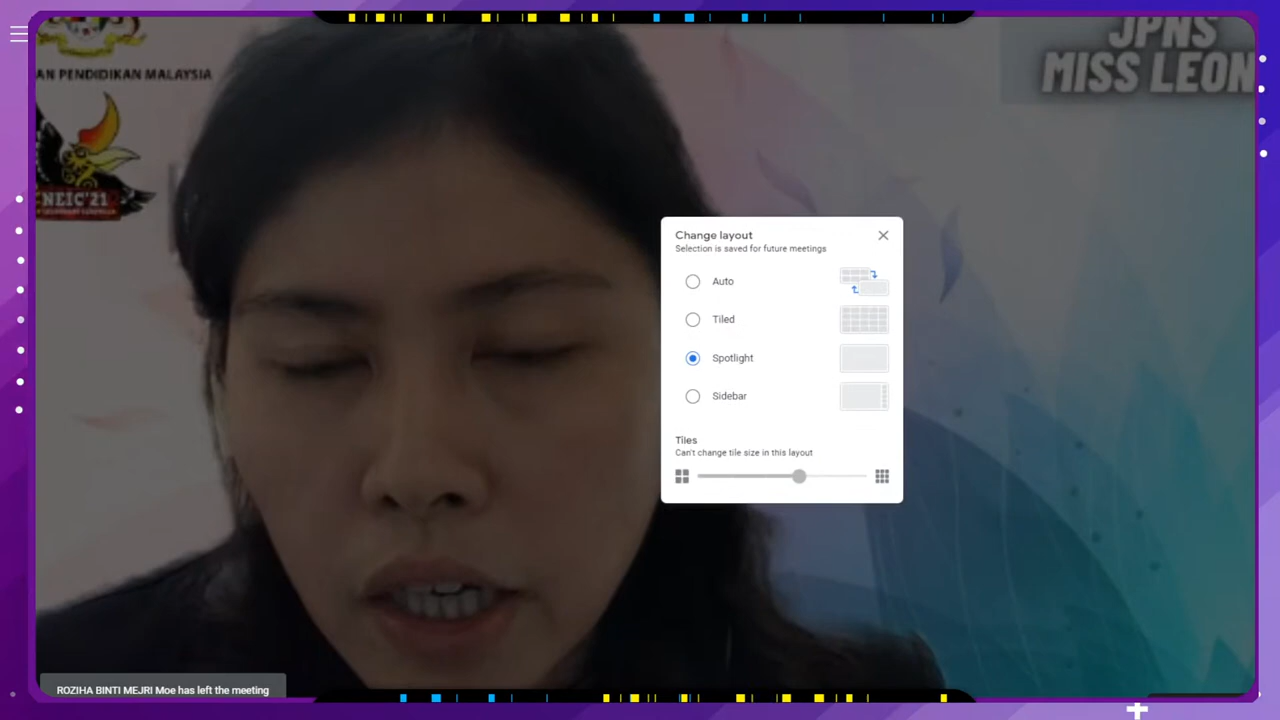 AN PENDIDIKAN MALAYSIA
NEIC'21
JPNS
MISS LEON
Change layout
Selection is saved for future meetings
Auto
Tiled
Spotlight
Sidebar
Tiles
Can't change tile size in this layout
ROZIHA BINTI MEJRI Moe has left the meeting